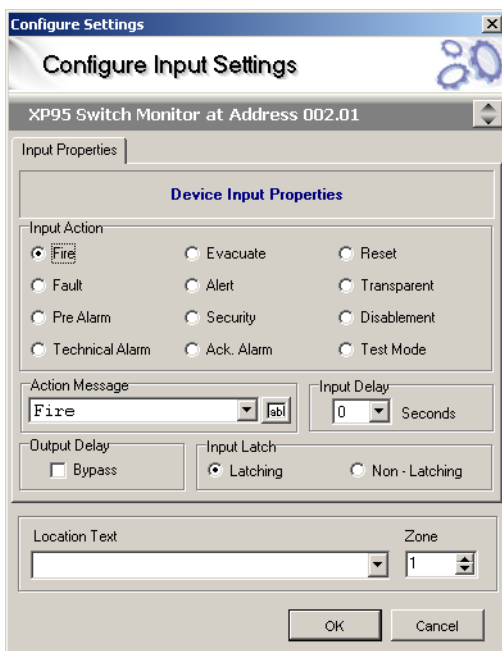 Configure Settings
Configure Input Settings
XP95 Switch Monitor at Address 002.01
Input Properties
Device Input Properties
Input Action
Fire Evacuate Reset
Fault Alert Transparent
Pre Alarm Security Disablement
Technical Alarm Ack. Alarm Test Mode
Action Message Input Delay
Fire abl 0 Seconds
Output Delay Input Latch
Bypass Latching Non - Latching
Location Text Zone
1
OK Cancel